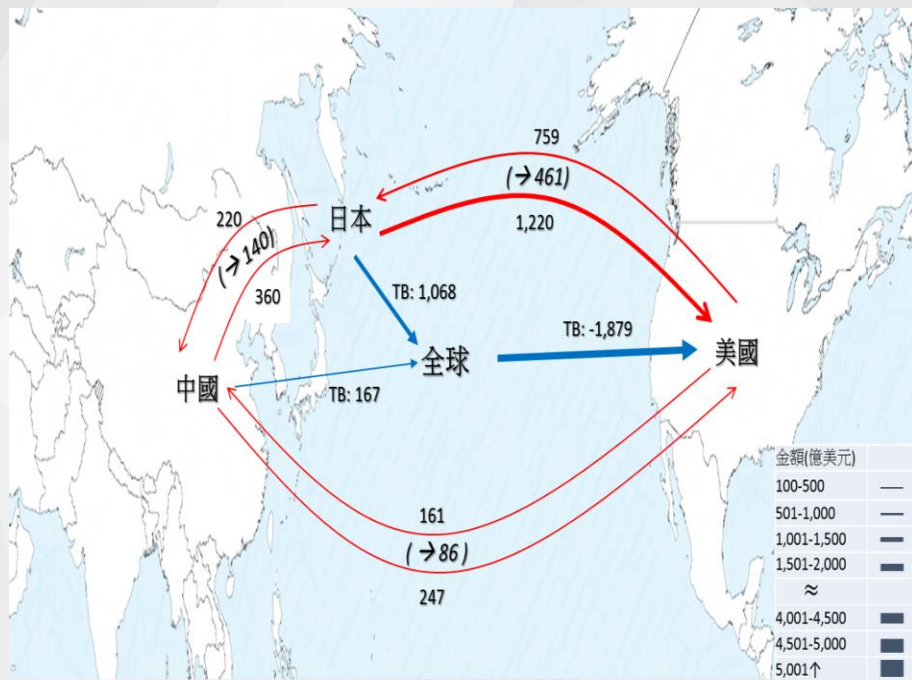 759
(→461)
1,220
220
日本
(→140)
360
TB: 1,068
TB: -1,879
全球
美國
中國
TB: 167
161
(→86)
247
金額(億美元)
100-500
501-1,000
1,001-1,500
1,501-2,000
≈
4,001-4,500
4,501-5,000
5,001↑